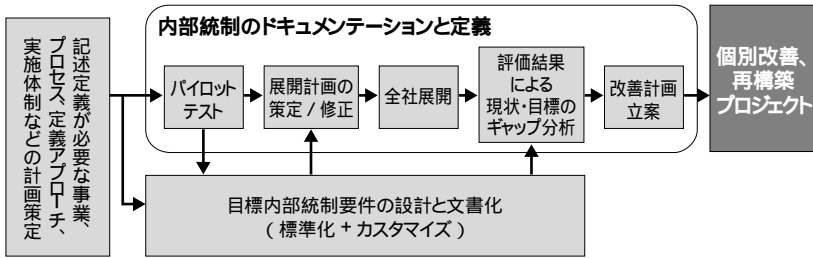 内部統制のドキュメンテーションと定義
記述定義が必要な事業、
プロセス、定義アプローチ、
実施体制などの計画策定
パイロット
テスト
展開計画の
策定 / 修正
全社展開
評価結果
による
現状・目標の
ギャップ分析
改善計画
立案
個別改善、
再構築
プロジェクト
目標内部統制要件の設計と文書化
( 標準化 + カスタマイズ )